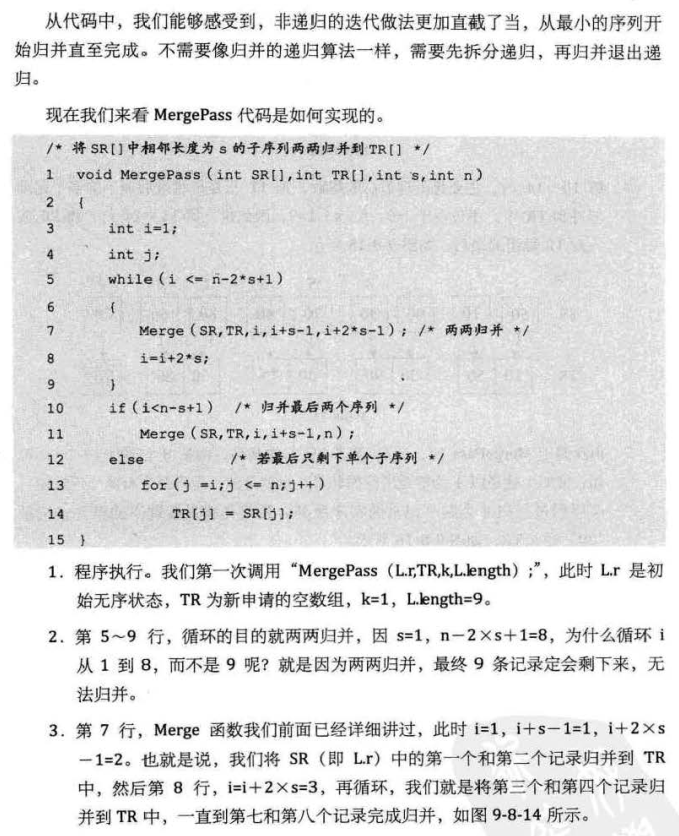 从代码中，我们能够感受到，非递归的迭代做法更加直截了当，从最小的序列开
始归并直至完成。不需要像归并的递归算法一样，需要先拆分递归，再归并退出递
归。
现在我们来看 MergePass 代码是如何实现的。
/* 将 SR[]中相邻长度为 s 的子序列两两归并到 TR[] */
1 void MergePass(int SR[],int TR[],int s,int n)
2 {
3 int i=1;
4 int j;
5 while(i <= n-2*s+1)
6 {
7 Merge(SR,TR,i,i+s-1,i+2*s-1); /* 两两归并 */
8 i=i+2*s;
9 }
10 if(i<n-s+1) /* 归并最后两个序列 */
11 Merge(SR,TR,i,i+s-1,n);
12 else /* 若最后只剩下单个子序列 */
13 for(j =i;j <= n;j++)
14 TR[j] = SR[j];
15 }
1. 程序执行。我们第一次调用“MergePass（L.r,TR,k,L.length）;”，此时 L.r 是初
始无序状态，TR 为新申请的空数组，k=1，L.length=9。
2. 第 5～9 行，循环的目的就两两归并，因 s=1，n－2×s+1=8，为什么循环 i
从 1 到 8，而不是 9 呢？就是因为两两归并，最终 9 条记录定会剩下来，无
法归并。
3. 第 7 行，Merge 函数我们前面已经详细讲过，此时 i=1，i+s－1=1，i+2×s
－1=2。也就是说，我们将 SR（即 L.r）中的第一个和第二个记录归并到 TR
中，然后第 8 行，i=i+2×s=3，再循环，我们就是将第三个和第四个记录归
并到 TR 中，一直到第七和第八个记录完成归并，如图 9-8-14 所示。